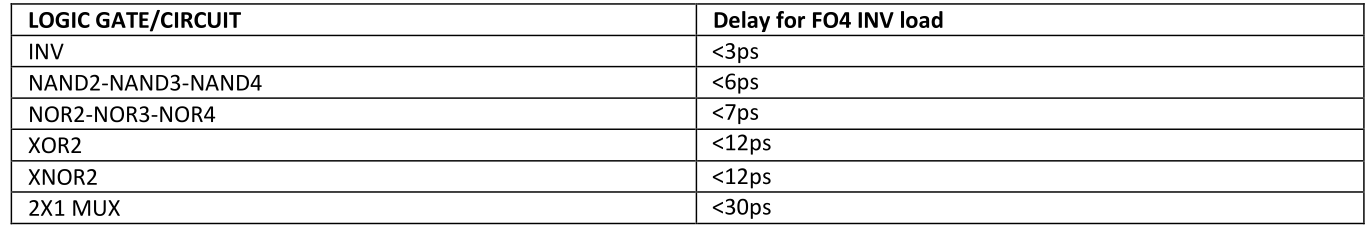 LOGIC GATE/CIRCUIT Delay for FO4 INV load
INV <3ps
NAND2-NAND3-NAND4 <6ps
NOR2-NOR3-NOR4 <7ps
XOR2 <12ps
XNOR2 <12ps
2X1 MUX <30ps